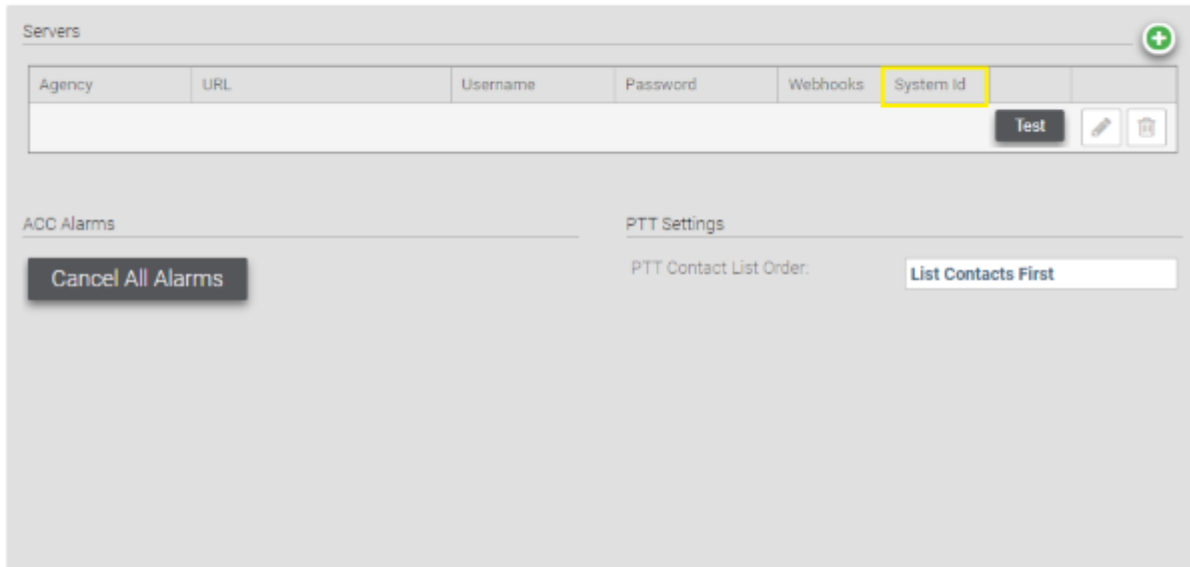 Servers
Agency URL Username Password Webhooks System Id
Test
ACC Alarms
PTT Settings
Cancel All Alarms
PTT Contact List Order:
List Contacts First